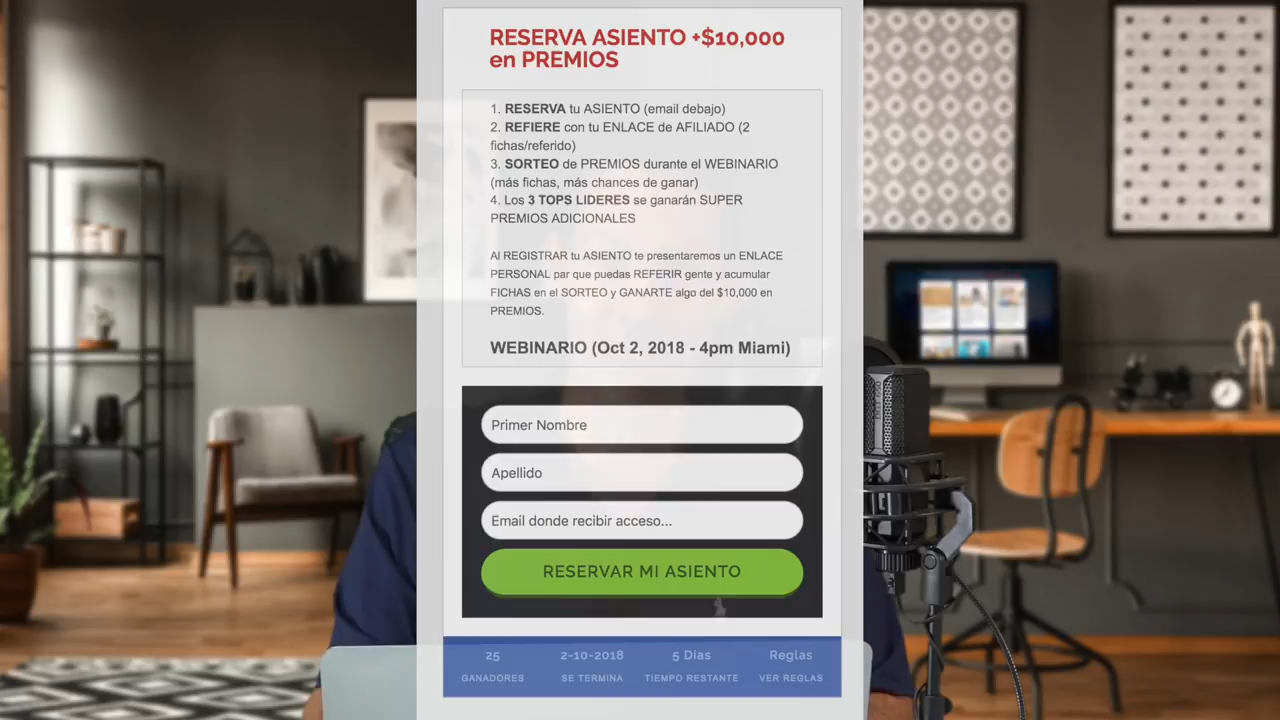 RESERVA ASIENTO +$10,000
en PREMIOS
1. RESERVA tu ASIENTO (email debajo)
2. REFIERE con tu ENLACE de AFILIADO (2
fichas/referido)
3. SORTEO de PREMIOS durante el WEBINARIO
(más fichas, más chances de ganar)
4. Los 3 TOPS LIDERES se ganarán SUPER
PREMIOS ADICIONALES
Al REGISTRAR tu ASIENTO te presentaremos un ENLACE
PERSONAL par que puedas REFERIR gente y acumular
FICHAS en el SORTEO y GANARTE algo del $10,000 en
PREMIOS.
WEBINARIO (Oct 2, 2018 - 4pm Miami)
Primer Nombre
Apellido
Email donde recibir acceso...
RESERVAR MI ASIENTO
25 2-10-2018 5 Días Reglas
GANADORES SE TERMINA TIEMPO RESTANTE VER REGLAS